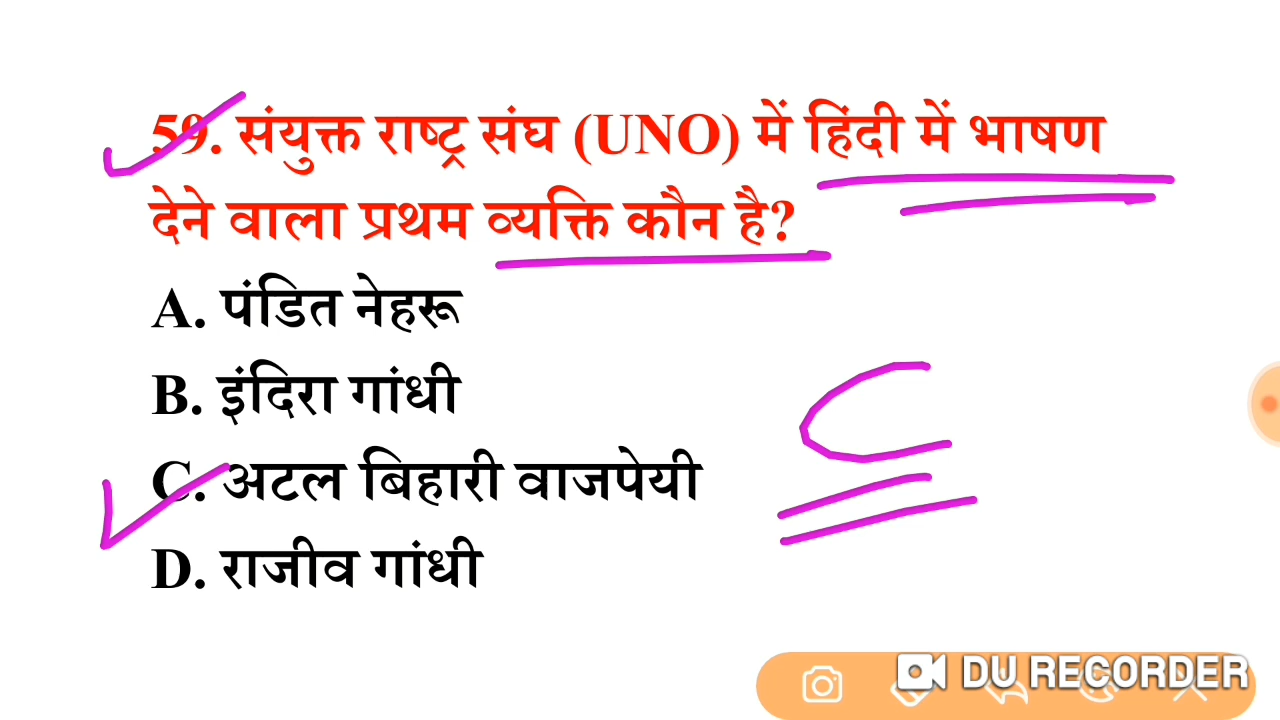 59. संयुक्त राष्ट्र संघ (UNO) में हिंदी में भाषण
देने वाला प्रथम व्यक्ति कौन है?
A. पंडित नेहरू
B. इंदिरा गांधी
C. अटल बिहारी वाजपेयी
C
D. राजीव गांधी
DU RECORDER